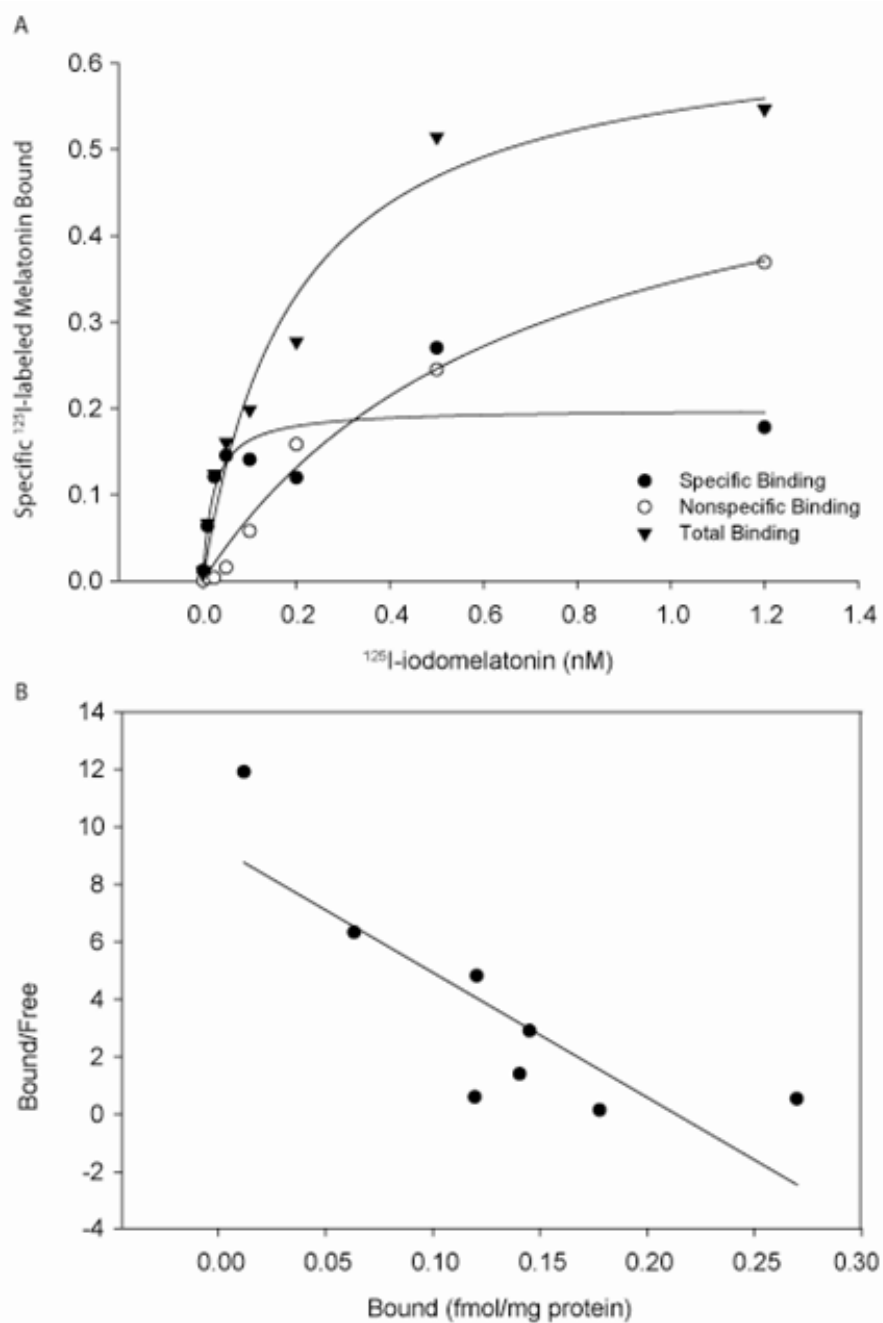 A
0.6
0.5
0.4
0.3
0.2
0.1
0.0
Specific ¹²⁵I-labeled Melatonin Bound
Specific Binding
Nonspecific Binding
Total Binding
0.0 0.2 0.4 0.6 0.8 1.0 1.2 1.4
¹²⁵I-iodomelatonin (nM)
B
14
12
10
8
6
4
2
0
-2
-4
Bound/Free
0.00 0.05 0.10 0.15 0.20 0.25 0.30
Bound (fmol/mg protein)